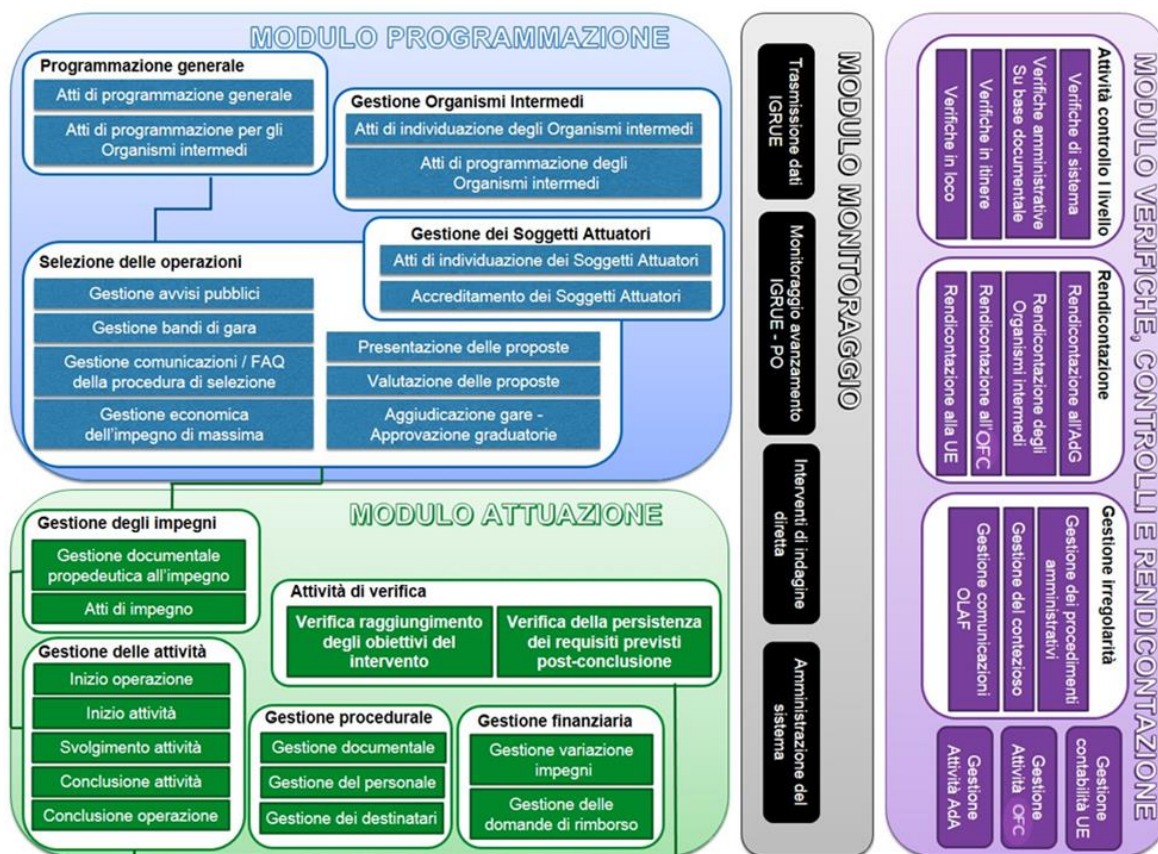 MODULO PROGRAMMAZIONE
Programmazione generale
Atti di programmazione generale
Atti di programmazione per gli
Organismi intermedi
Gestione Organismi Intermedi
Atti di individuazione degli Organismi intermedi
Atti di programmazione degli
Organismi intermedi
Gestione dei Soggetti Attuatori
Atti di individuazione dei Soggetti Attuatori
Accreditamento dei Soggetti Attuatori
Selezione delle operazioni
Gestione avvisi pubblici
Gestione bandi di gara
Gestione comunicazioni / FAQ
della procedura di selezione
Gestione economica
dell'impegno di massima
Presentazione delle proposte
Valutazione delle proposte
Aggiudicazione gare -
Approvazione graduatorie
MODULO ATTUAZIONE
Gestione degli impegni
Gestione documentale
propedeutica all'impegno
Atti di impegno
Attività di verifica
Verifica raggiungimento
degli obiettivi del
intervento
Verifica della persistenza
dei requisiti previsti
post-conclusione
Gestione delle attività
Inizio operazione
Inizio attività
Svolgimento attività
Conclusione attività
Conclusione operazione
Gestione procedurale
Gestione documentale
Gestione del personale
Gestione dei destinatari
Gestione finanziaria
Gestione variazione
impegni
Gestione delle
domande di rimborso
MODULO MONITORAGGIO
Trasmissione dati
IGRUE
Monitoraggio avanzamento
IGRUE - PO
Interventi di indagine
diretta
Amministrazione del
sistema
MODULO VERIFICHE, CONTROLLI E RENDICONTAZIONE
Attività controllo I livello
Verifiche di sistema
Verifiche amministrative
Su base documentale
Verifiche in itinere
Verifiche in loco
Rendicontazione
Rendicontazione all'AdG
Rendicontazione degli
Organismi intermedi
Rendicontazione all'OFC
Rendicontazione alla UE
Gestione irregolarità
Gestione dei procedimenti
amministrativi
Gestione del contezioso
Gestione comunicazioni
OLAF
Gestione
contabilità UE
Gestione
Attività OFC
Gestione
Attività AdA